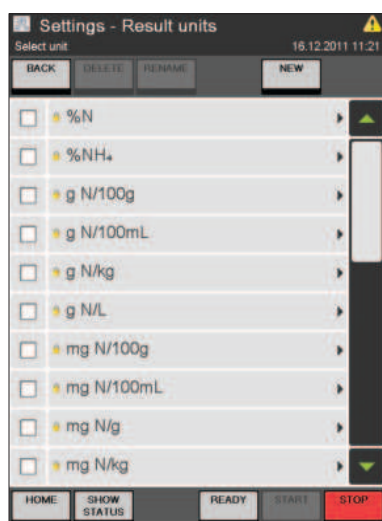 Settings - Result units
Select unit 16.12.2011 11:21
BACK DELETE RENAME NEW
%N
%NH₄
g N/100g
g N/100mL
g N/kg
g N/L
mg N/100g
mg N/100mL
mg N/g
mg N/kg
HOME SHOW STATUS READY START STOP